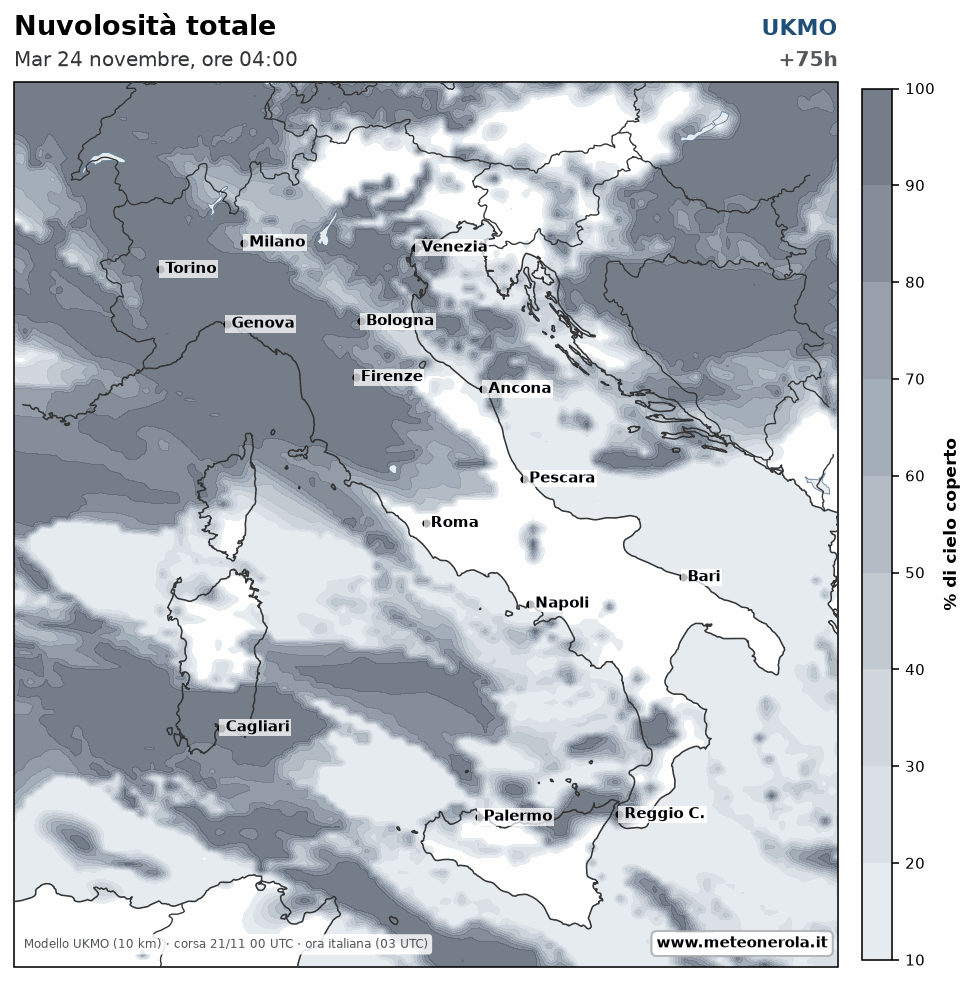 Nuvolosità totale
UKMO
Mar 24 novembre, ore 04:00
+75h
100
90
80
70
60
50
40
30
20
10
% di cielo coperto
Milano
Venezia
Torino
Genova
Bologna
Firenze
Ancona
Pescara
Roma
Bari
Napoli
Cagliari
Palermo
Reggio C.
Modello UKMO (10 km) · corsa 21/11 00 UTC · ora italiana (03 UTC)
www.meteonerola.it